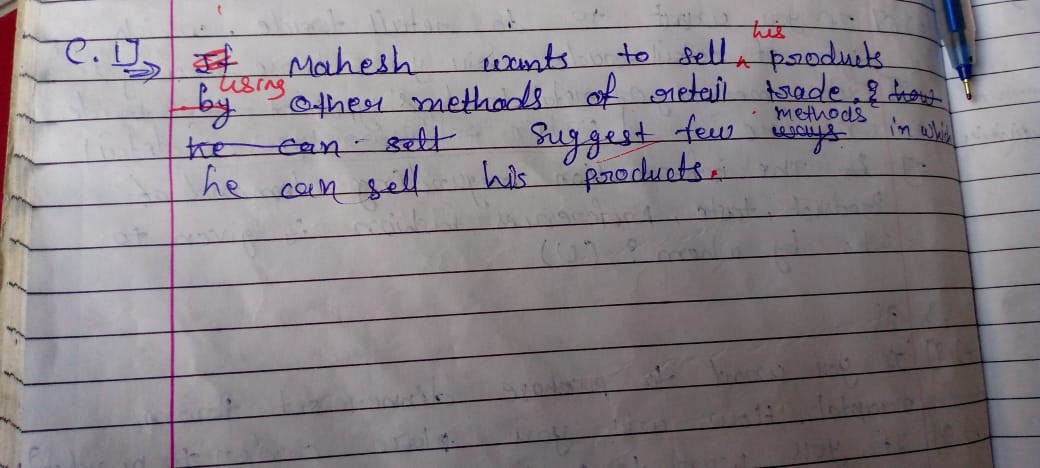 C.U If Mahesh wants to sell his products
by using other methods of retail trade. & how
he can sell Suggest few ways methods in which
he can sell his products.